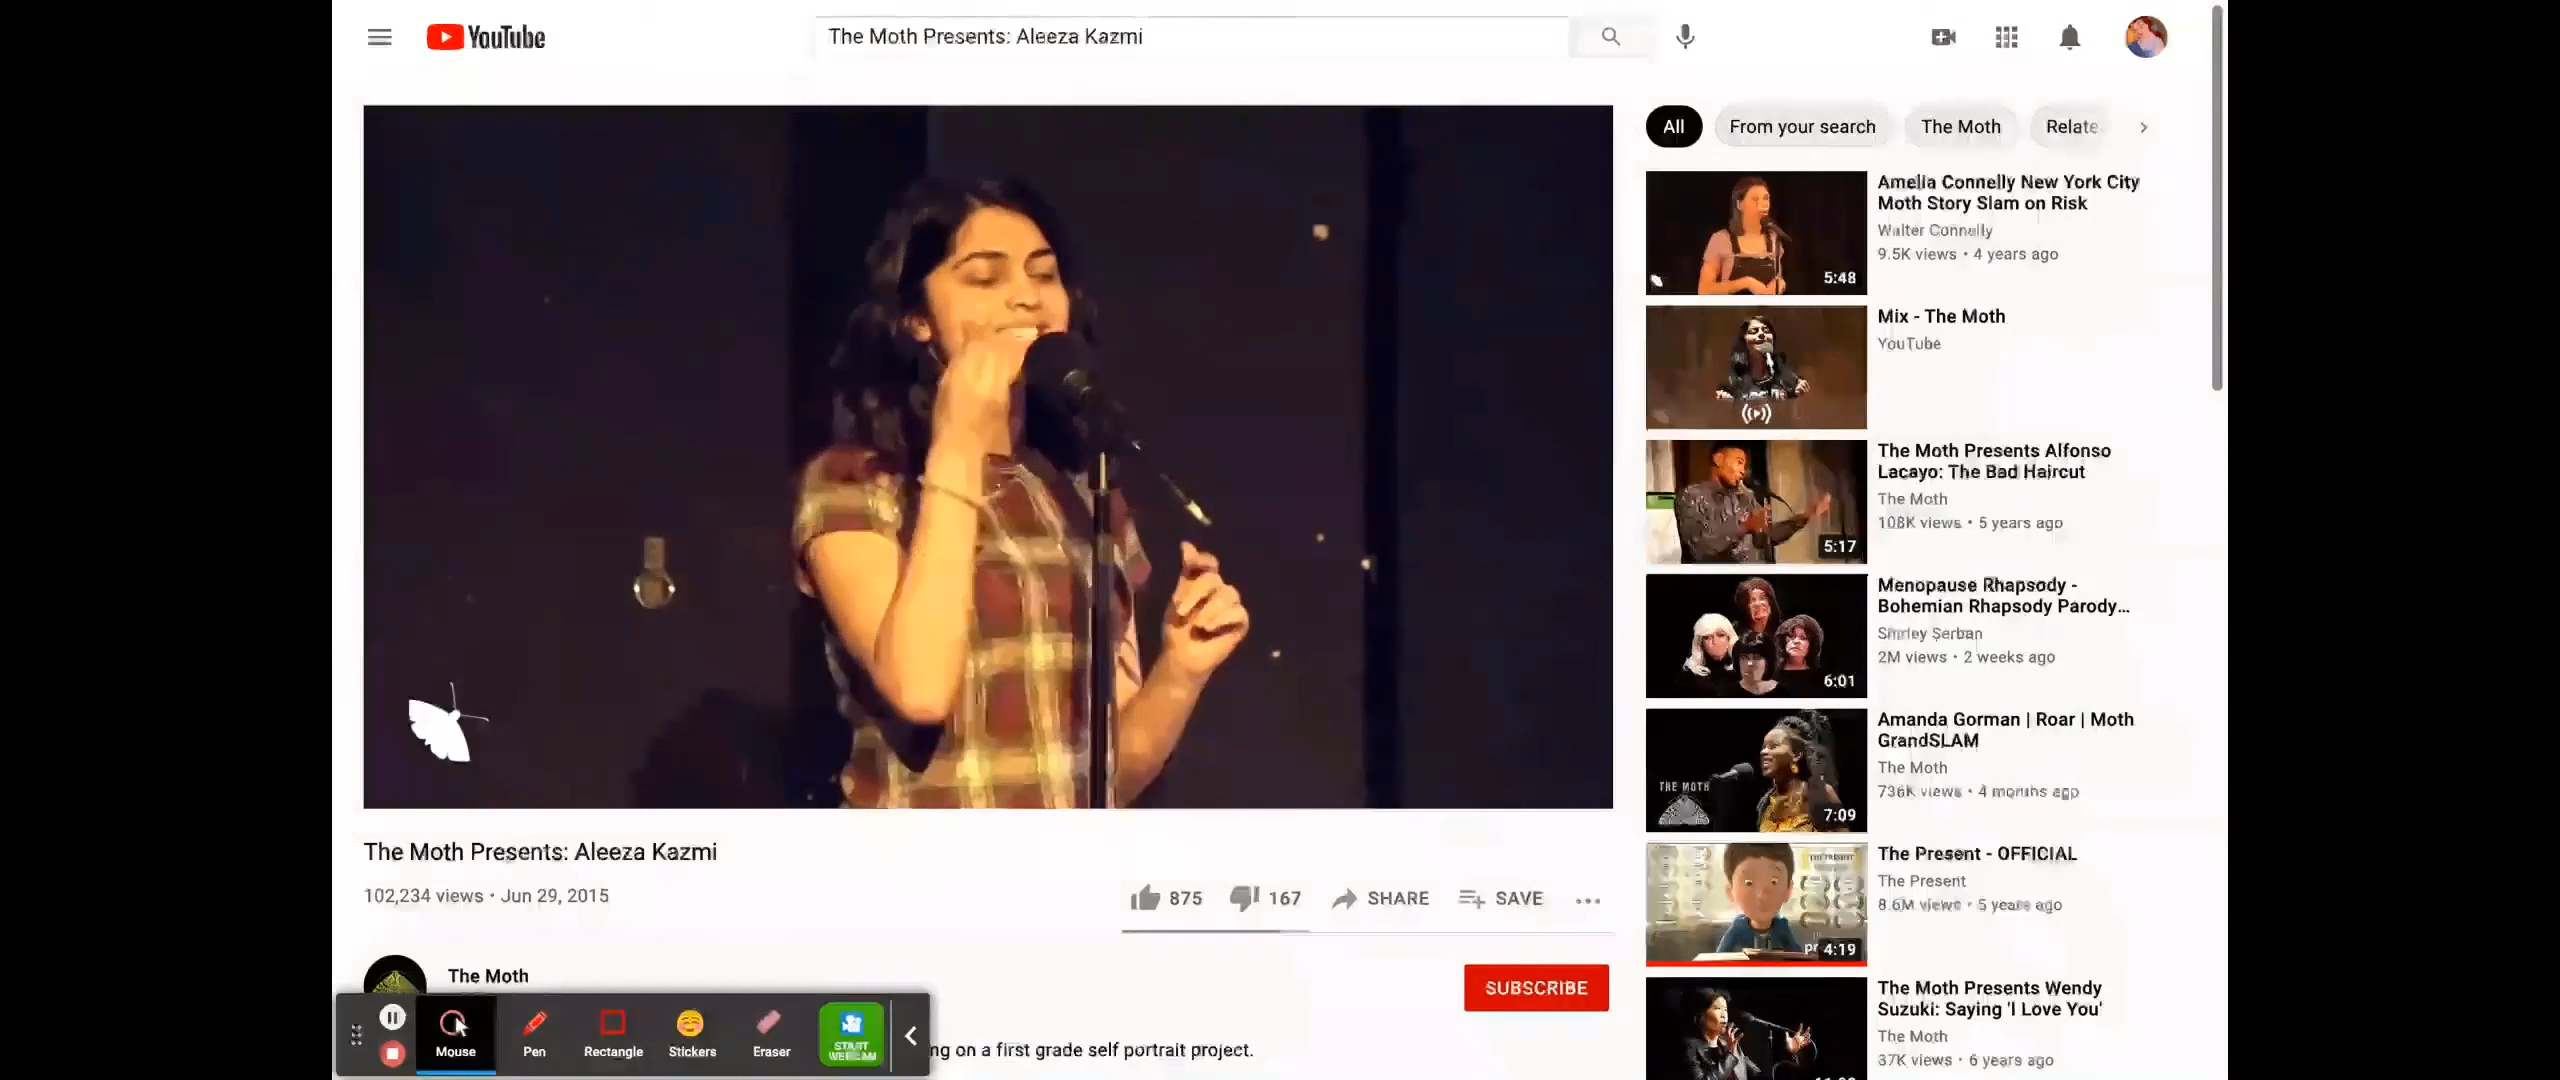 YouTube
The Moth Presents: Aleeza Kazmi
All
From your search
The Moth
Relate
Amelia Connelly New York City
Moth Story Slam on Risk
Walter Connelly
9.5K views • 4 years ago
5:48
Mix - The Moth
YouTube
The Moth Presents Alfonso
Lacayo: The Bad Haircut
The Moth
108K views • 5 years ago
5:17
Menopause Rhapsody -
Bohemian Rhapsody Parody...
Shirley Serban
2M views • 2 weeks ago
6:01
Amanda Gorman | Roar | Moth
GrandSLAM
The Moth
736K views • 4 months ago
THE MOTH
7:09
The Present - OFFICIAL
The Present
8.6M views • 5 years ago
THE PRESENT
4:19
The Moth Presents Wendy
Suzuki: Saying 'I Love You'
The Moth
37K views • 6 years ago
The Moth Presents: Aleeza Kazmi
102,234 views • Jun 29, 2015
875
167
SHARE
SAVE
The Moth
SUBSCRIBE
Mouse
Pen
Rectangle
Stickers
Eraser
START
WEBCAM
ng on a first grade self portrait project.